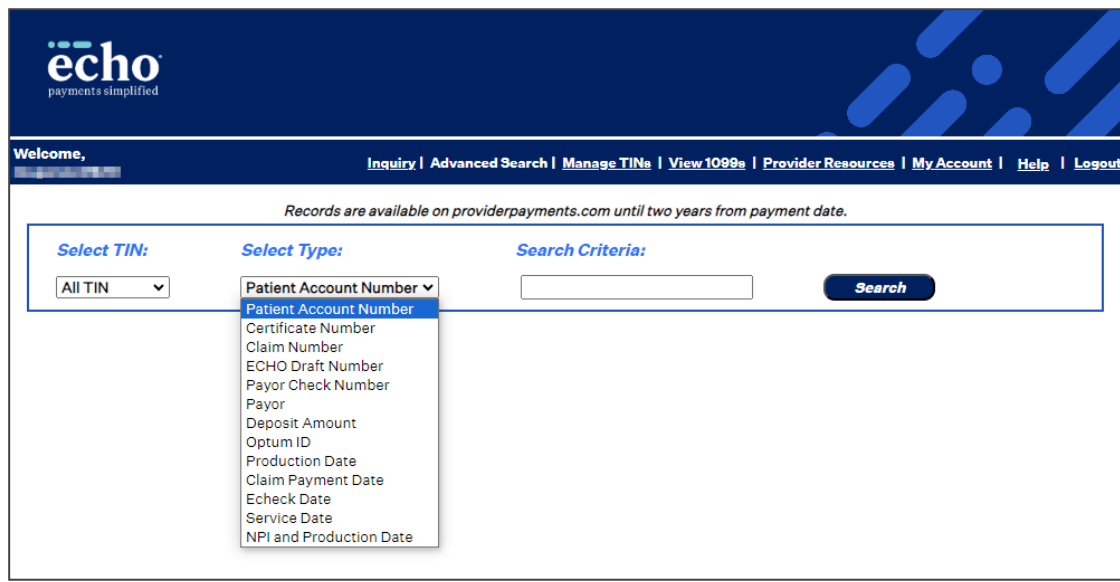 echo
payments simplified
Welcome,
Inquiry | Advanced Search | Manage TINs | View 1099s | Provider Resources | My Account | Help | Logout
Records are available on providerpayments.com until two years from payment date.
Select TIN: Select Type: Search Criteria:
All TIN Patient Account Number Search
Patient Account Number
Certificate Number
Claim Number
ECHO Draft Number
Payor Check Number
Payor
Deposit Amount
Optum ID
Production Date
Claim Payment Date
Echeck Date
Service Date
NPI and Production Date